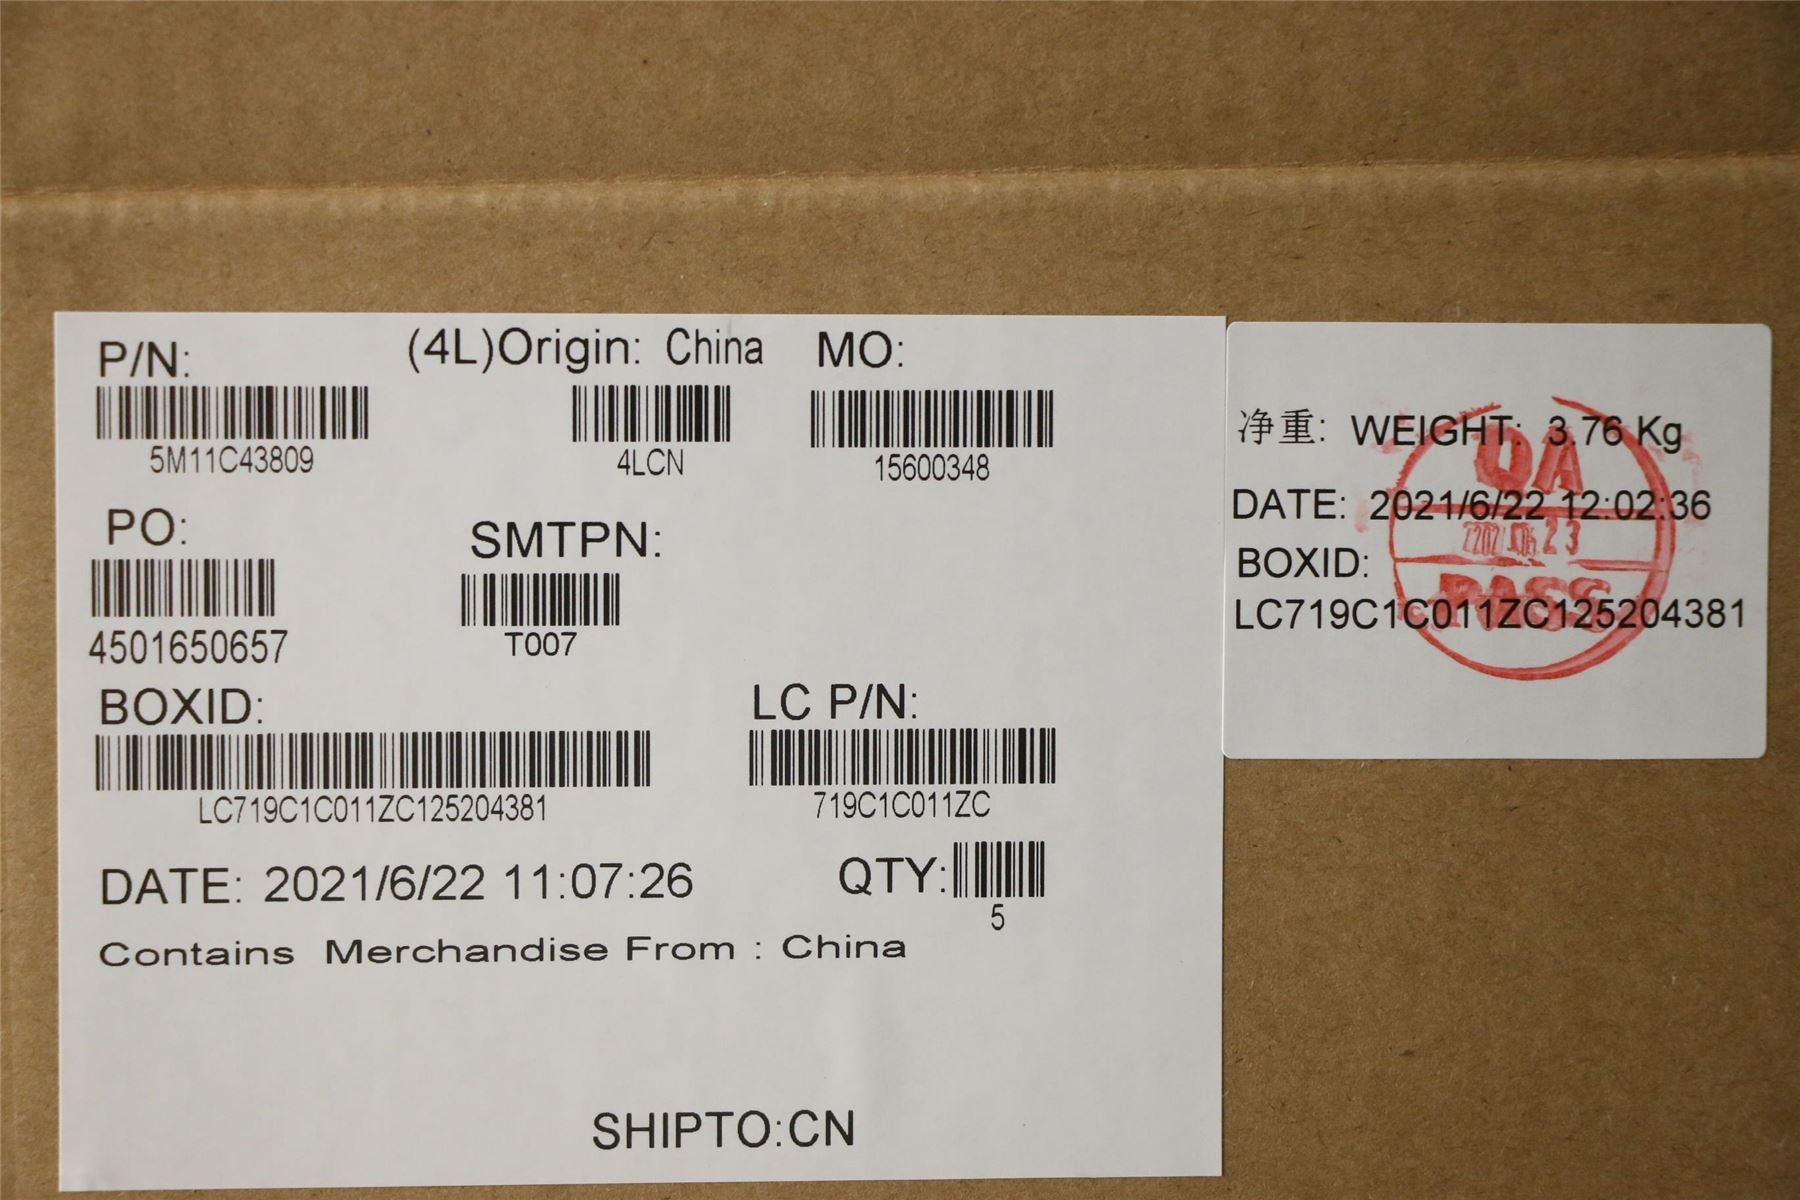 P/N:
5M11C43809
(4L)Origin: China
4LCN
MO:
15600348
PO:
4501650657
SMTPN:
T007
BOXID:
LC719C1C011ZC125204381
LC P/N:
719C1C011ZC
DATE: 2021/6/22 11:07:26
QTY:
5
Contains Merchandise From : China
SHIPTO:CN
净重: WEIGHT: 3.76 Kg
DATE: 2021/6/22 12:02:36
BOXID:
LC719C1C011ZC125204381
QA
PASS